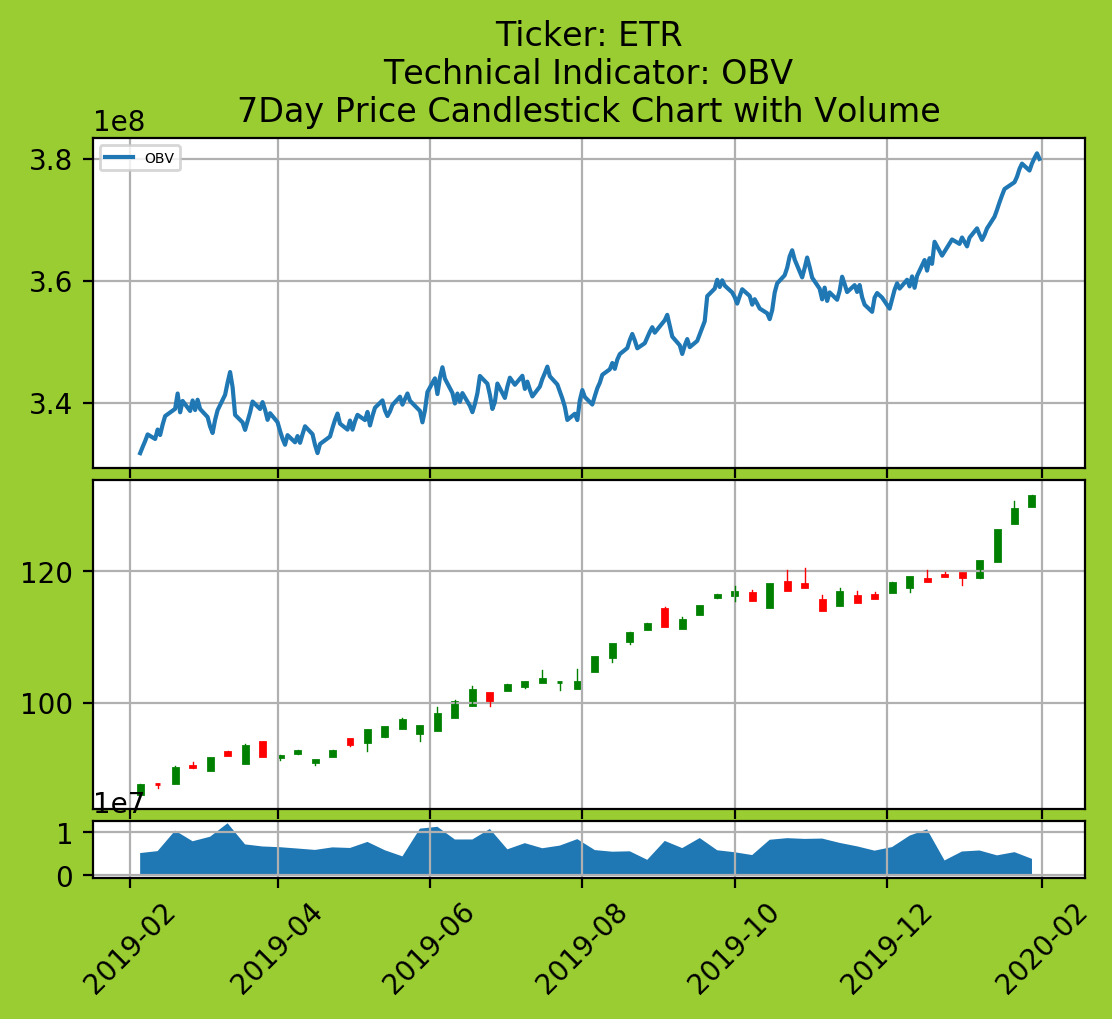 Ticker: ETR
Technical Indicator: OBV
7Day Price Candlestick Chart with Volume
1e8
OBV
3.8
3.6
3.4
120
100
1e7
1
0
2019-02
2019-04
2019-06
2019-08
2019-10
2019-12
2020-02